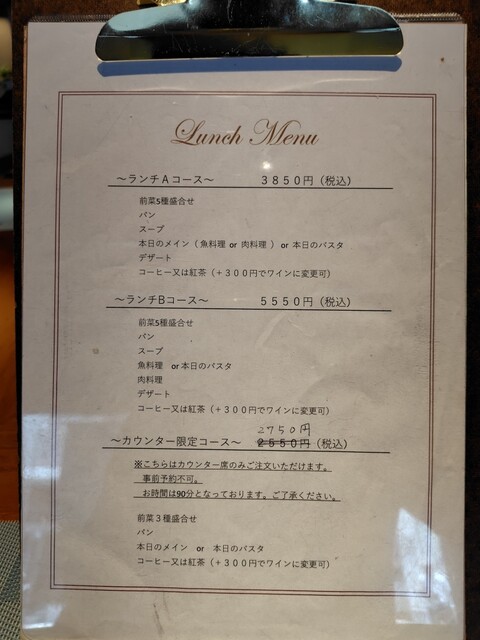 Lunch Menu
～ランチAコース～ ３８５０円（税込）
前菜5種盛合せ
パン
スープ
本日のメイン（魚料理 or 肉料理 ）or 本日のパスタ
デザート
コーヒー又は紅茶（＋３００円でワインに変更可）
～ランチBコース～ ５５５０円（税込）
前菜5種盛合せ
パン
スープ
魚料理 or 本日のパスタ
肉料理
デザート
コーヒー又は紅茶（＋３００円でワインに変更可）
2750円
～カウンター限定コース～ ２５５０円（税込）
※こちらはカウンター席のみご注文いただけます。
事前予約不可。
お時間は90分となっております。ご了承ください。
前菜３種盛合せ
パン
本日のメイン or 本日のパスタ
コーヒー又は紅茶（＋３００円でワインに変更可）